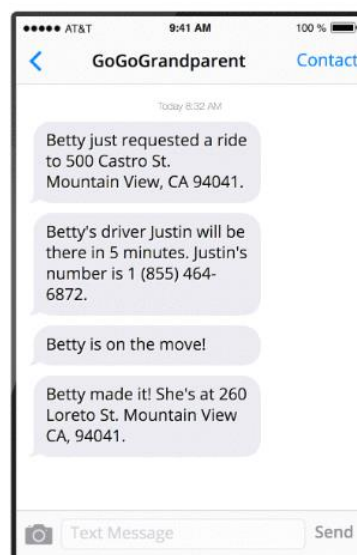 AT&T 9:41 AM 100 %
GoGoGrandparent Contact
Today 8:32 AM
Betty just requested a ride
to 500 Castro St.
Mountain View, CA 94041.
Betty's driver Justin will be
there in 5 minutes. Justin's
number is 1 (855) 464-
6872.
Betty is on the move!
Betty made it! She's at 260
Loreto St. Mountain View
CA, 94041.
Text Message Send